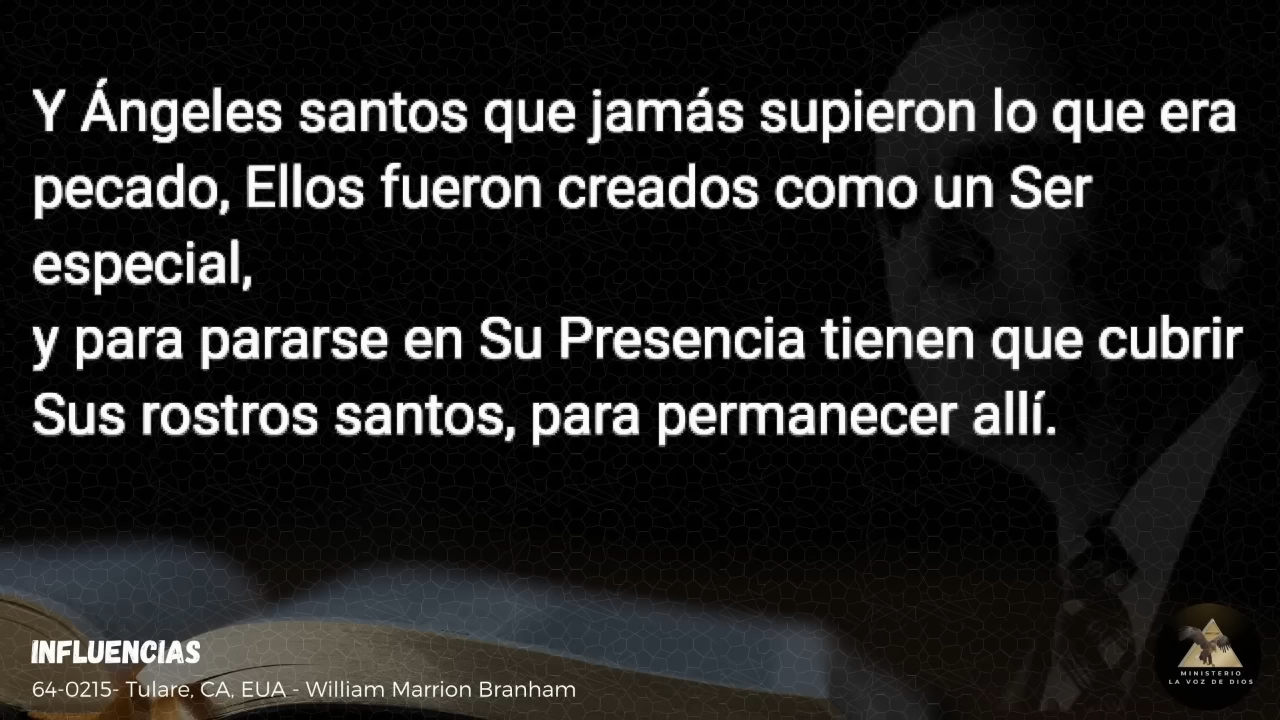 Y Ángeles santos que jamás supieron lo que era
pecado, Ellos fueron creados como un Ser
especial,
y para pararse en Su Presencia tienen que cubrir
Sus rostros santos, para permanecer allí.
INFLUENCIAS
64-0215- Tulare, CA, EUA - William Marrion Branham
MINISTERIO
LA VOZ DE DIOS